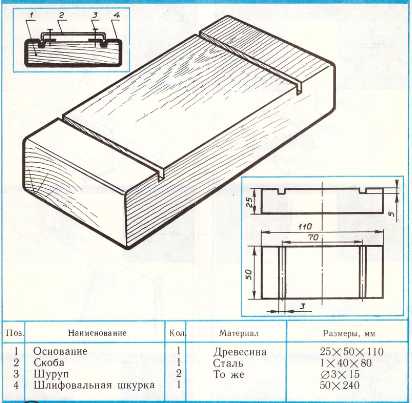 1 2 3 4
25
5
110
70
50
3
Поз. Наименование Кол. Материал Размеры, мм
1 Основание 1 Древесина 25×50×110
2 Скоба 1 Сталь 1×40×80
3 Шуруп 2 То же ∅3×15
4 Шлифовальная шкурка 1 50×240